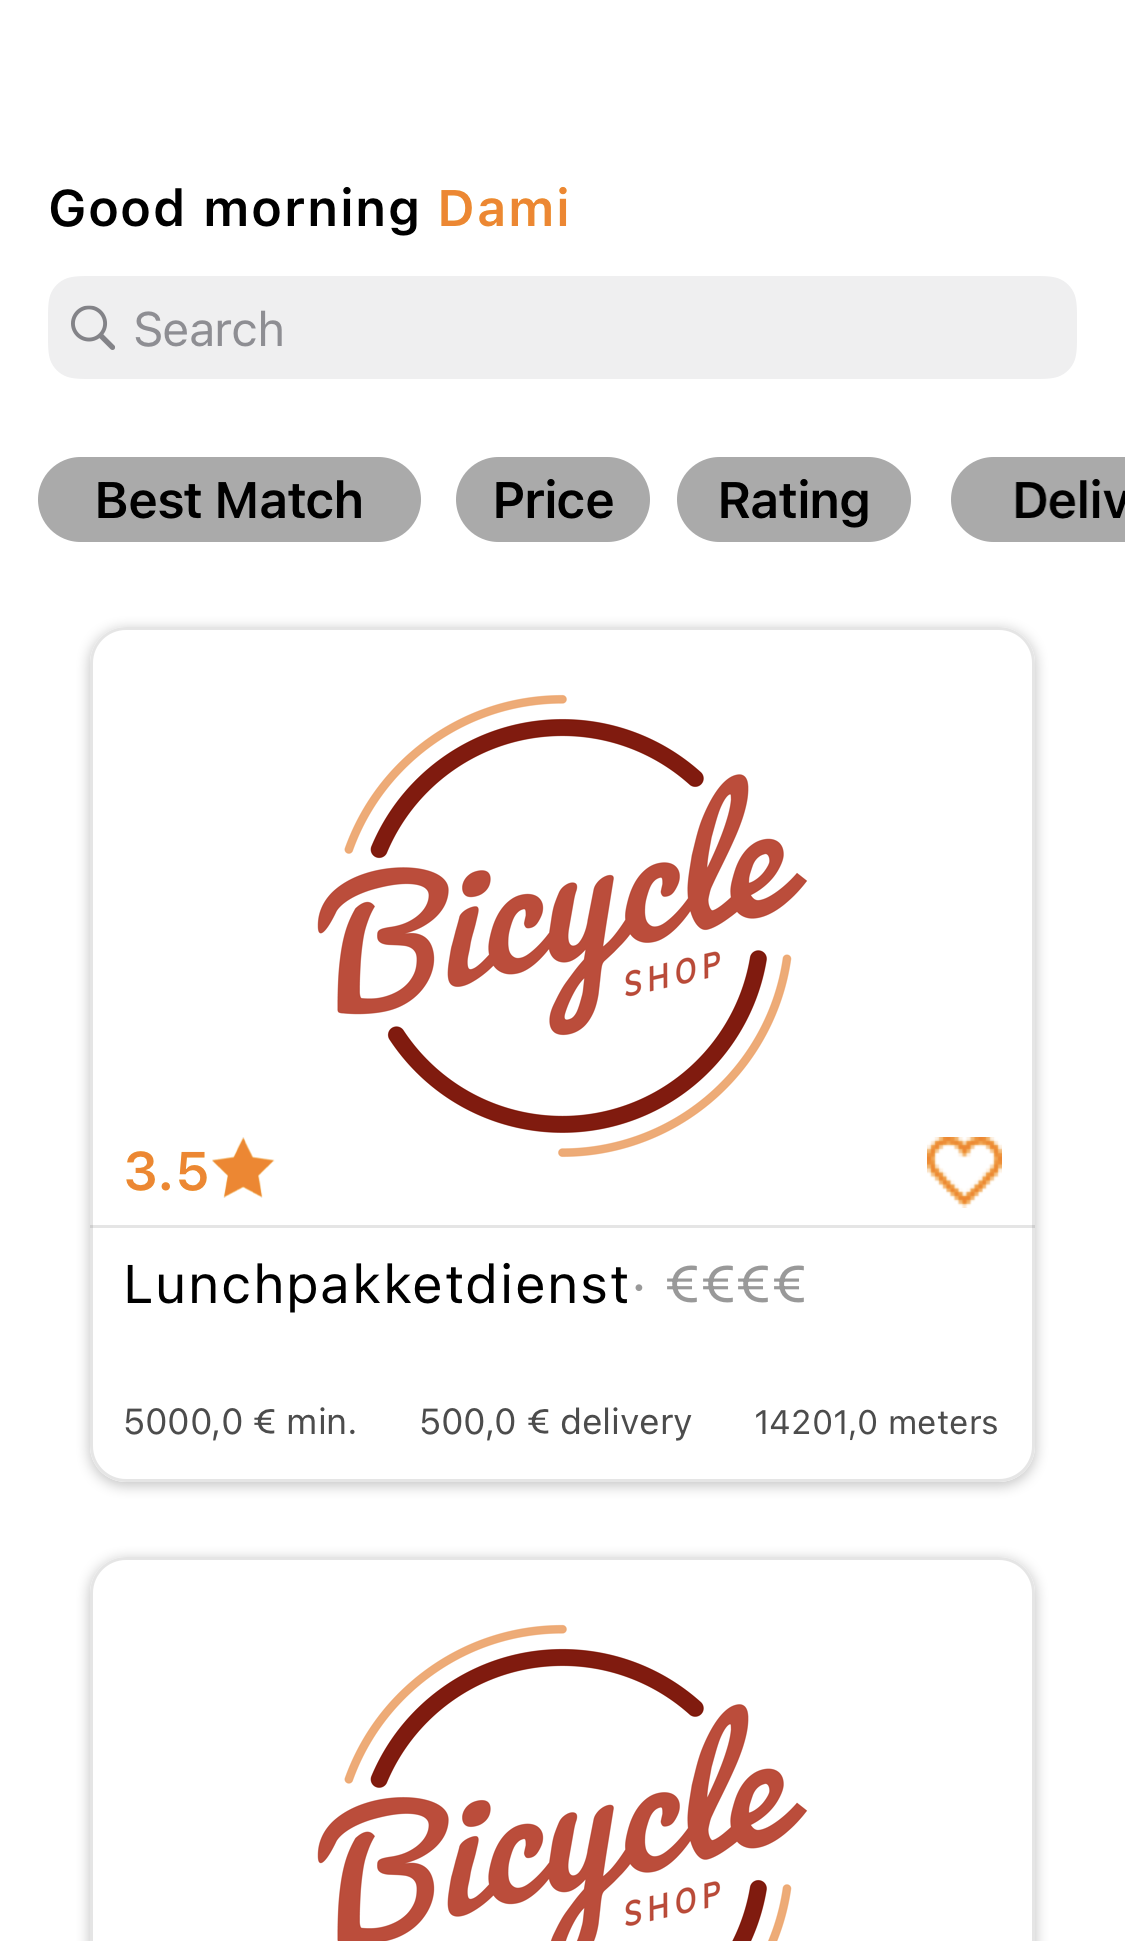 Good morning Dami
Search
Best Match Price Rating Deliv
Bicycle
SHOP
3.5
Lunchpakketdienst· €€€€
5000,0 € min. 500,0 € delivery 14201,0 meters
Bicycle
SHOP